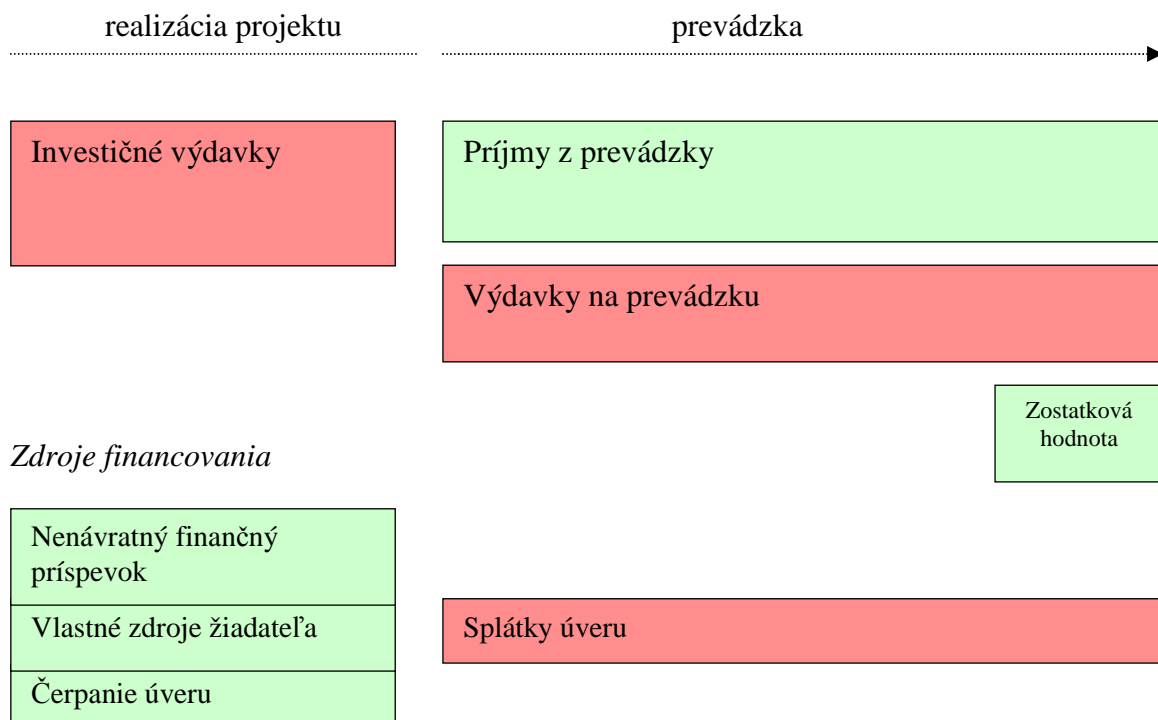 realizácia projektu
prevádzka
Investičné výdavky
Príjmy z prevádzky
Výdavky na prevádzku
Zostatková
hodnota
Zdroje financovania
Nenávratný finančný
príspevok
Vlastné zdroje žiadateľa
Splátky úveru
Čerpanie úveru